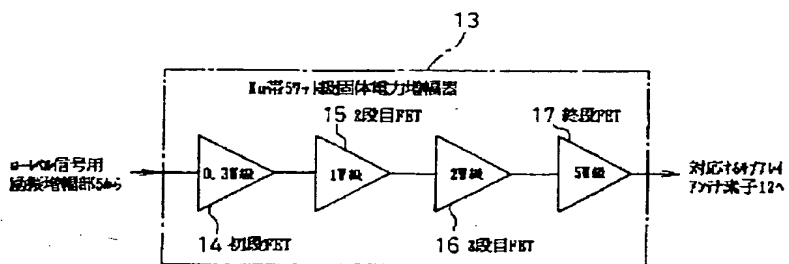 13
Ku帯5ワット級固体電力増幅器
15 2段目FET
17 終段FET
ローレベル信号用
励振増幅部5から
0.3W級
1W級
2W級
5W級
対応するサブアレイ
アンテナ素子12へ
14 初段FET
16 3段目FET